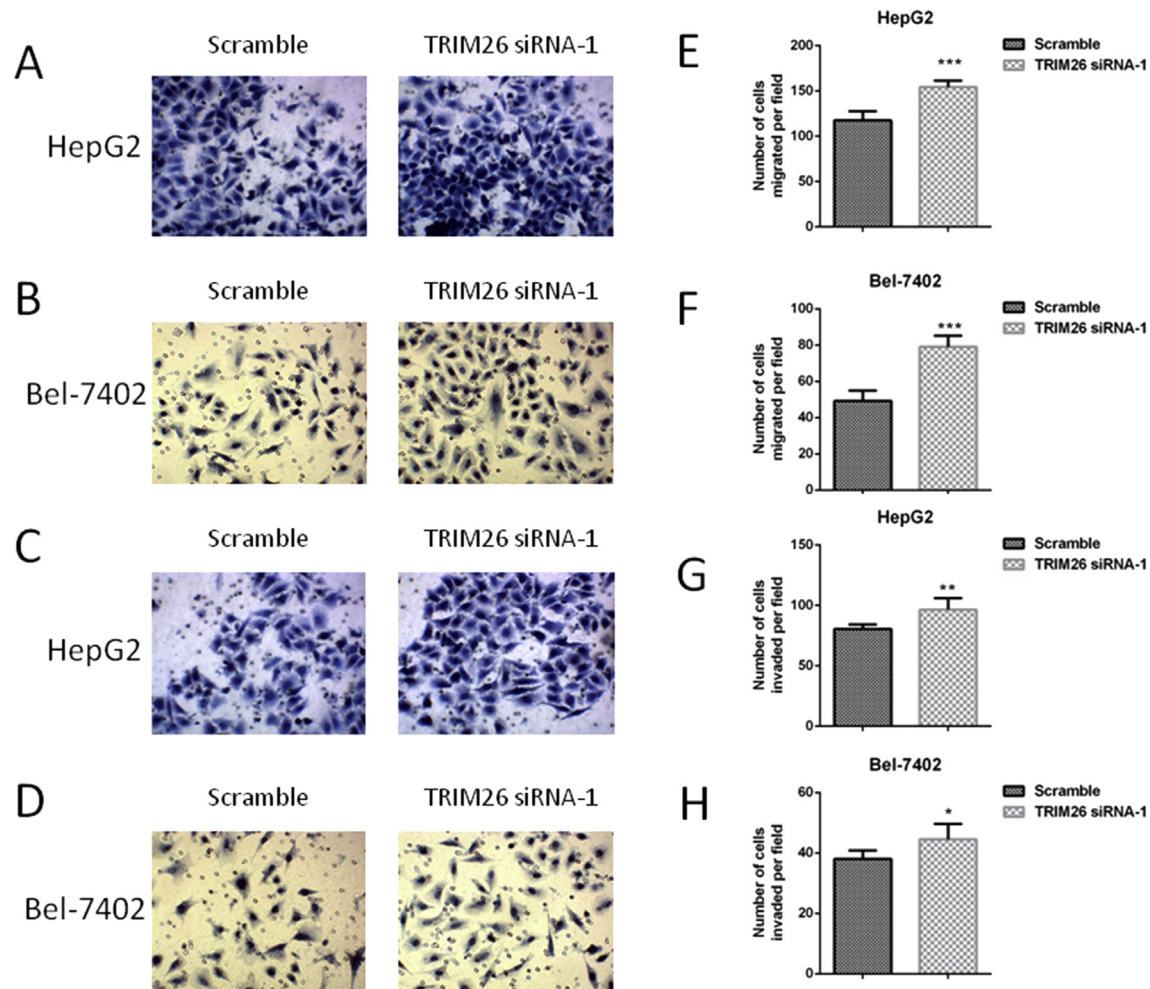 A
Scramble
TRIM26 siRNA-1
HepG2
B
Scramble
TRIM26 siRNA-1
Bel-7402
C
Scramble
TRIM26 siRNA-1
HepG2
D
Scramble
TRIM26 siRNA-1
Bel-7402
E
HepG2
Number of cells
migrated per field
200
150
100
50
0
***
Scramble
TRIM26 siRNA-1
F
Bel-7402
Number of cells
migrated per field
100
80
60
40
20
0
***
Scramble
TRIM26 siRNA-1
G
HepG2
Number of cells
invaded per field
150
100
50
0
**
Scramble
TRIM26 siRNA-1
H
Bel-7402
Number of cells
invaded per field
60
40
20
0
*
Scramble
TRIM26 siRNA-1